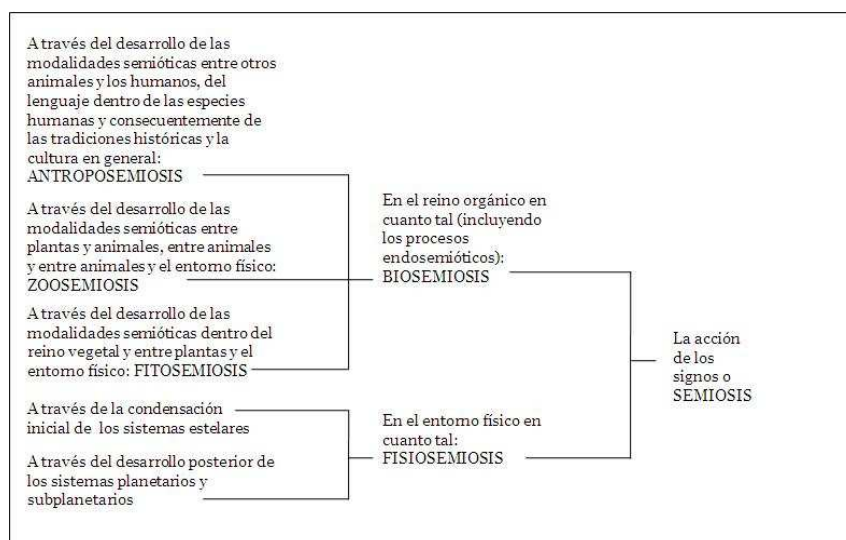 A través del desarrollo de las
modalidades semióticas entre otros
animales y los humanos, del
lenguaje dentro de las especies
humanas y consecuentemente de
las tradiciones históricas y la
cultura en general:
ANTROPOSEMIOSIS
A través del desarrollo de las
modalidades semióticas entre
plantas y animales, entre animales
y entre animales y el entorno físico:
ZOOSEMIOSIS
A través del desarrollo de las
modalidades semióticas dentro del
reino vegetal y entre plantas y el
entorno físico: FITOSEMIOSIS
A través de la condensación
inicial de los sistemas estelares
A través del desarrollo posterior de
los sistemas planetarios y
subplanetarios
En el reino orgánico en
cuanto tal (incluyendo
los procesos
endosemióticos):
BIOSEMIOSIS
En el entorno físico en
cuanto tal:
FISIOSEMIOSIS
La acción
de los
signos o
SEMIOSIS